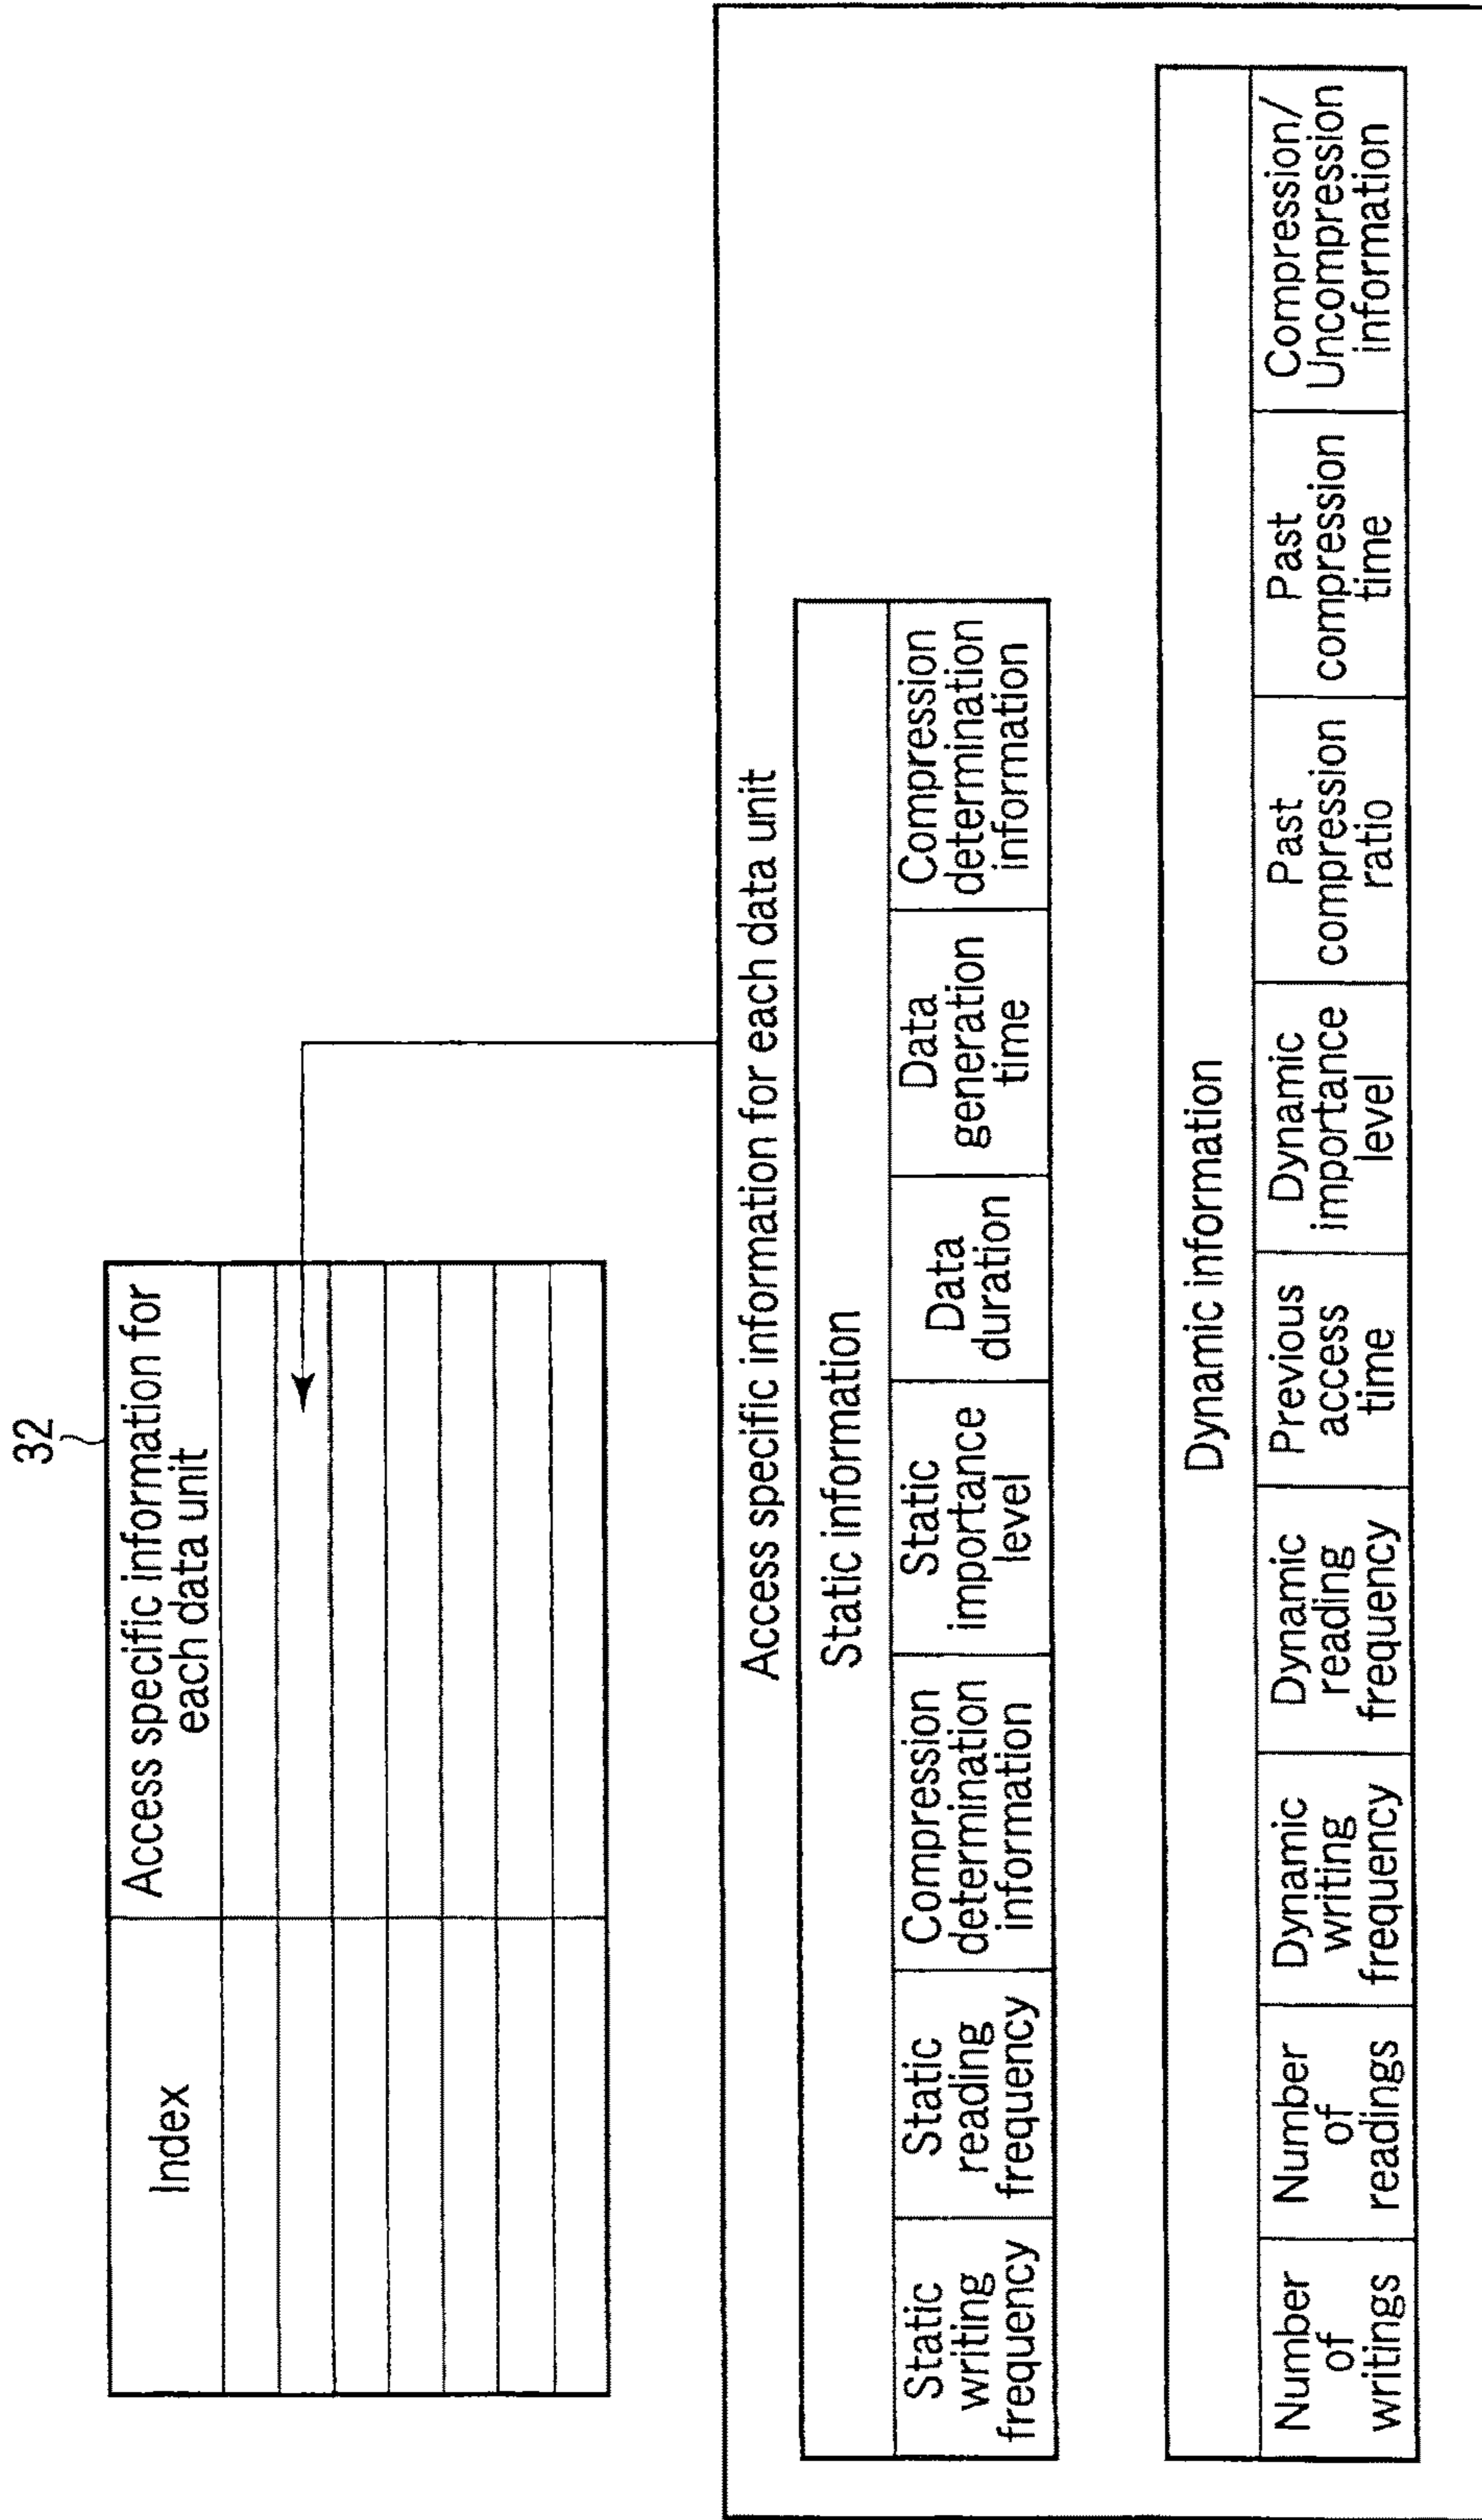 32
Index
Access specific information for
each data unit
Access specific information for each data unit
Static information
Static
writing
frequency
Static
reading
frequency
Compression
determination
information
Static
importance
level
Data
duration
Data
generation
time
Compression
determination
information
Dynamic information
Number
of
writings
Number
of
readings
Dynamic
writing
frequency
Dynamic
reading
frequency
Previous
access
time
Dynamic
importance
level
Past
compression
ratio
Past
compression
time
Compression/
Uncompression
information